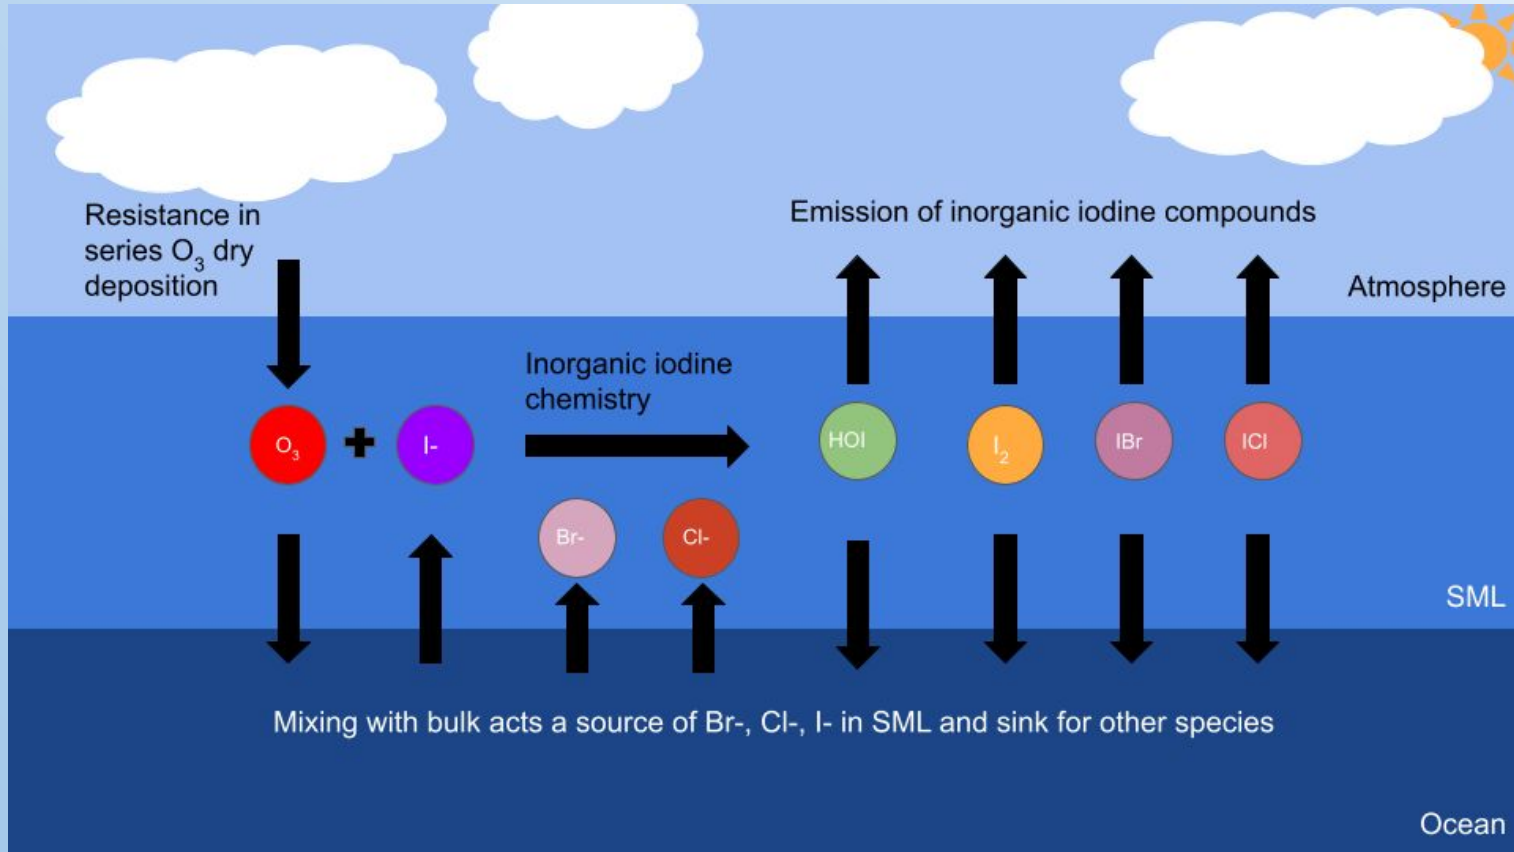 Resistance in
series O₃ dry
deposition
Emission of inorganic iodine compounds
Atmosphere
Inorganic iodine
chemistry
O₃
I-
HOI
I₂
IBr
ICl
Br-
Cl-
SML
Mixing with bulk acts a source of Br-, Cl-, I- in SML and sink for other species
Ocean